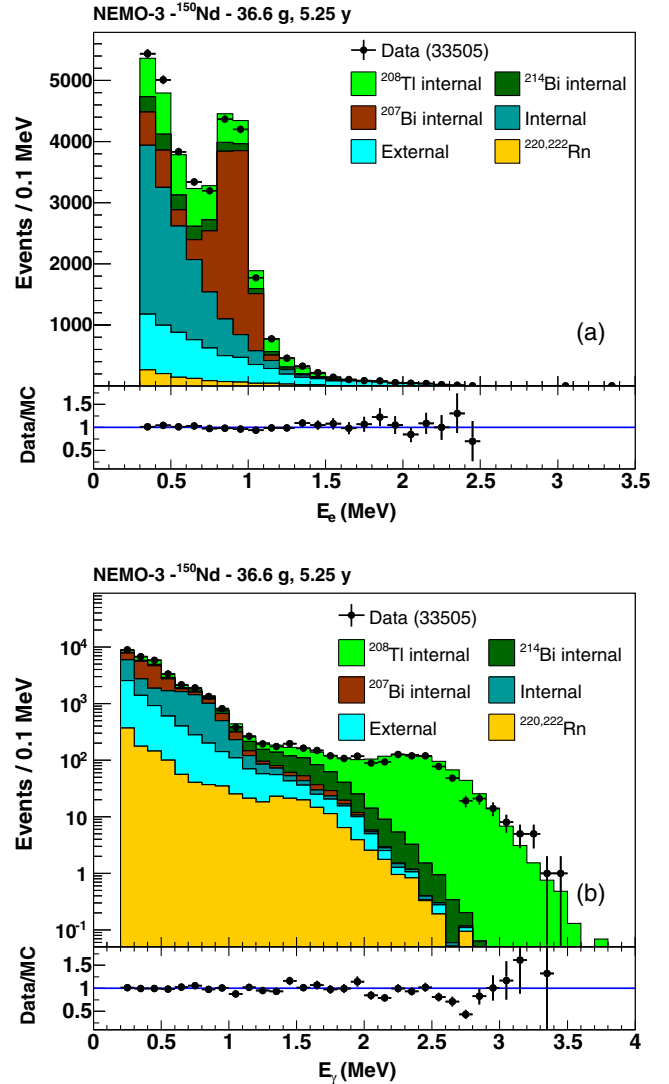 NEMO-3 -¹⁵⁰Nd - 36.6 g, 5.25 y
Data (33505)
²⁰⁸Tl internal
²¹⁴Bi internal
²⁰⁷Bi internal
Internal
External
²²⁰,²²²Rn
Events / 0.1 MeV
5000
4000
3000
2000
1000
(a)
Data/MC
1.5
1
0.5
0 0.5 1 1.5 2 2.5 3 3.5
E_e (MeV)
NEMO-3 -¹⁵⁰Nd - 36.6 g, 5.25 y
Data (33505)
²⁰⁸Tl internal
²¹⁴Bi internal
²⁰⁷Bi internal
Internal
External
²²⁰,²²²Rn
Events / 0.1 MeV
10⁴
10³
10²
10
1
10⁻¹
(b)
Data/MC
1.5
1
0.5
0 0.5 1 1.5 2 2.5 3 3.5 4
E_γ (MeV)